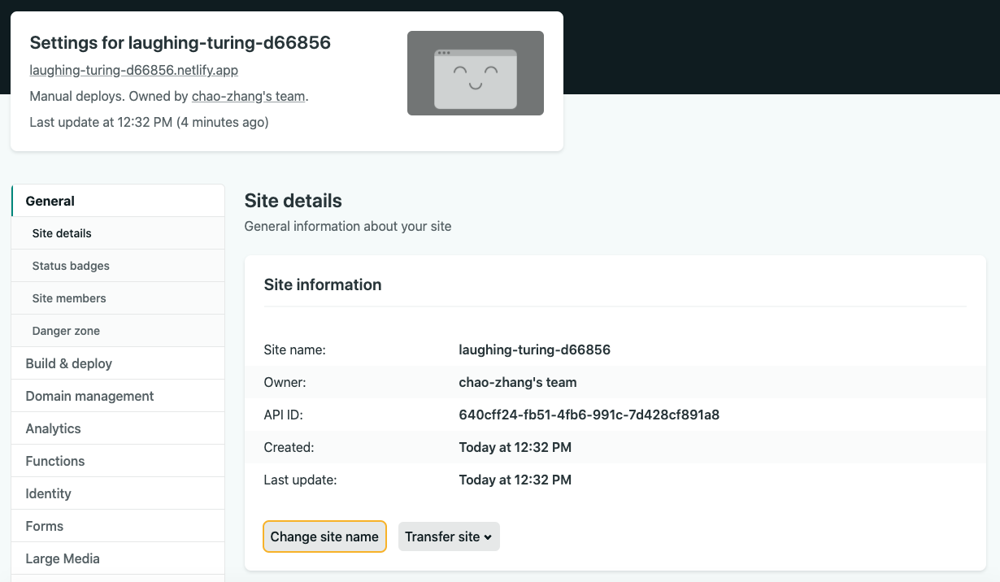 Settings for laughing-turing-d66856
laughing-turing-d66856.netlify.app
Manual deploys. Owned by chao-zhang's team.
Last update at 12:32 PM (4 minutes ago)
General
Site details
Status badges
Site members
Danger zone
Build & deploy
Domain management
Analytics
Functions
Identity
Forms
Large Media
Site details
General information about your site
Site information
Site name: laughing-turing-d66856
Owner: chao-zhang's team
API ID: 640cff24-fb51-4fb6-991c-7d428cf891a8
Created: Today at 12:32 PM
Last update: Today at 12:32 PM
Change site name Transfer site